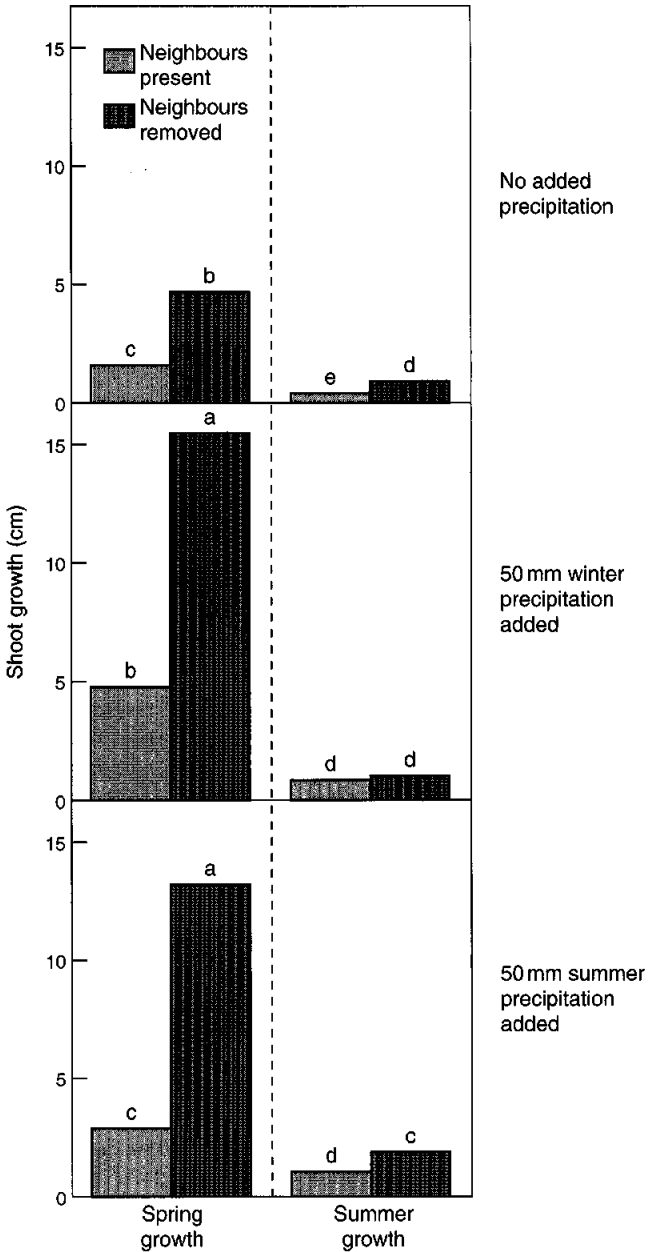 15
Neighbours
present
Neighbours
removed
10
5
0
b
c
e
d
No added
precipitation
15
10
5
0
a
b
d
d
50 mm winter
precipitation
added
Shoot growth (cm)
15
10
5
0
a
c
d
c
50 mm summer
precipitation
added
Spring
growth
Summer
growth